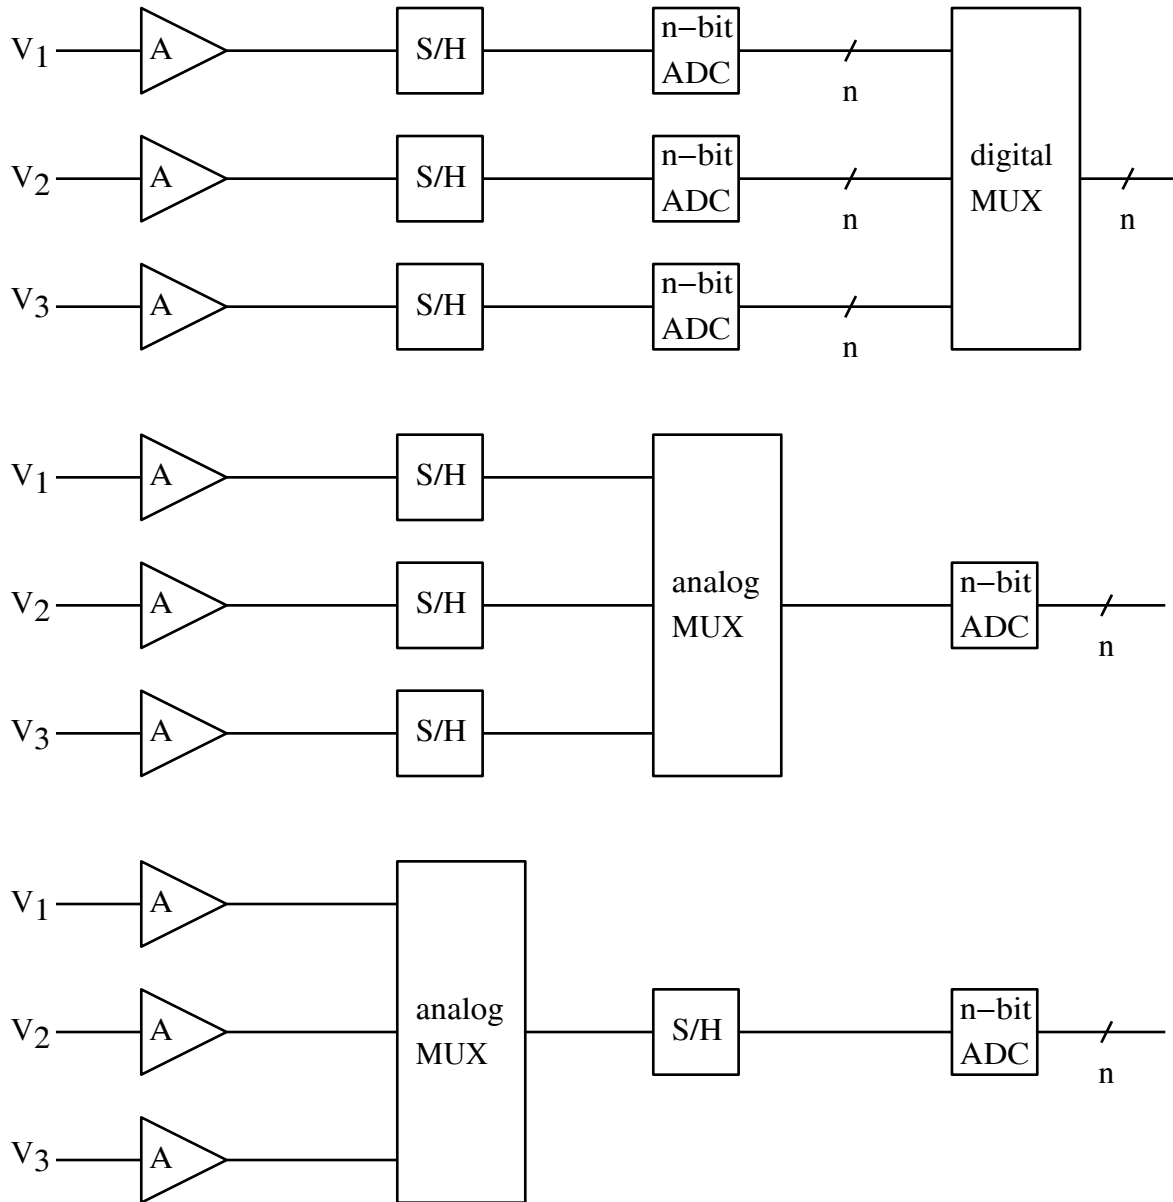 V1 A S/H n−bit ADC n
V2 A S/H n−bit ADC n digital MUX n
V3 A S/H n−bit ADC n
V1 A S/H
V2 A S/H analog MUX n−bit ADC n
V3 A S/H
V1 A
V2 A analog MUX S/H n−bit ADC n
V3 A